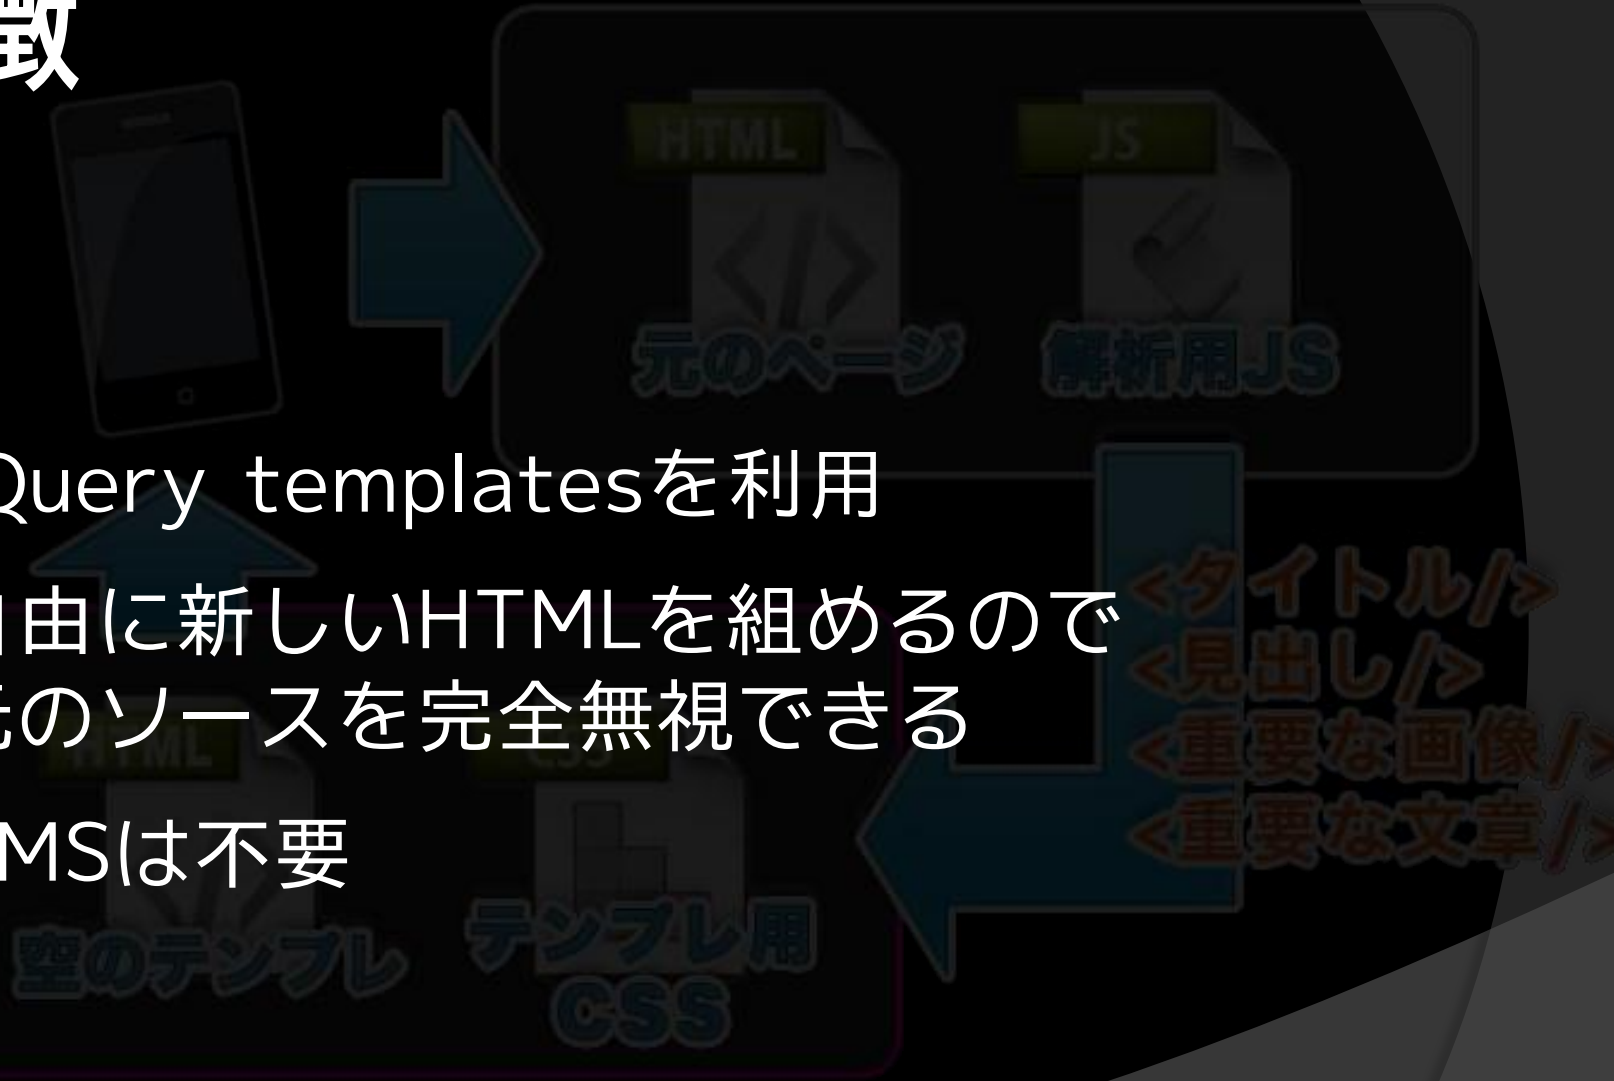 徴
HTML
JS
元のページ
解析用JS
Query templatesを利用
自由に新しいHTMLを組めるので
<タイトル/>
<見出し/>
元のソースを完全無視できる
<重要な画像/>
HTML
CSS
<重要な文章/>
MSは不要
空のテンプレ
テンプレ用
CSS